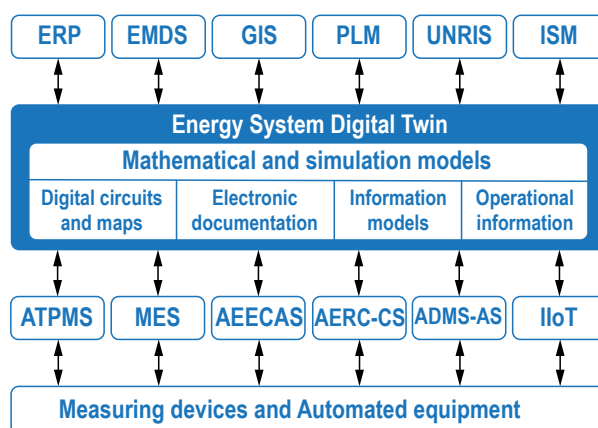 ERP EMDS GIS PLM UNRIS ISM
Energy System Digital Twin
Mathematical and simulation models
Digital circuits and maps
Electronic documentation
Information models
Operational information
ATPMS MES AEECAS AERC-CS ADMS-AS IIoT
Measuring devices and Automated equipment